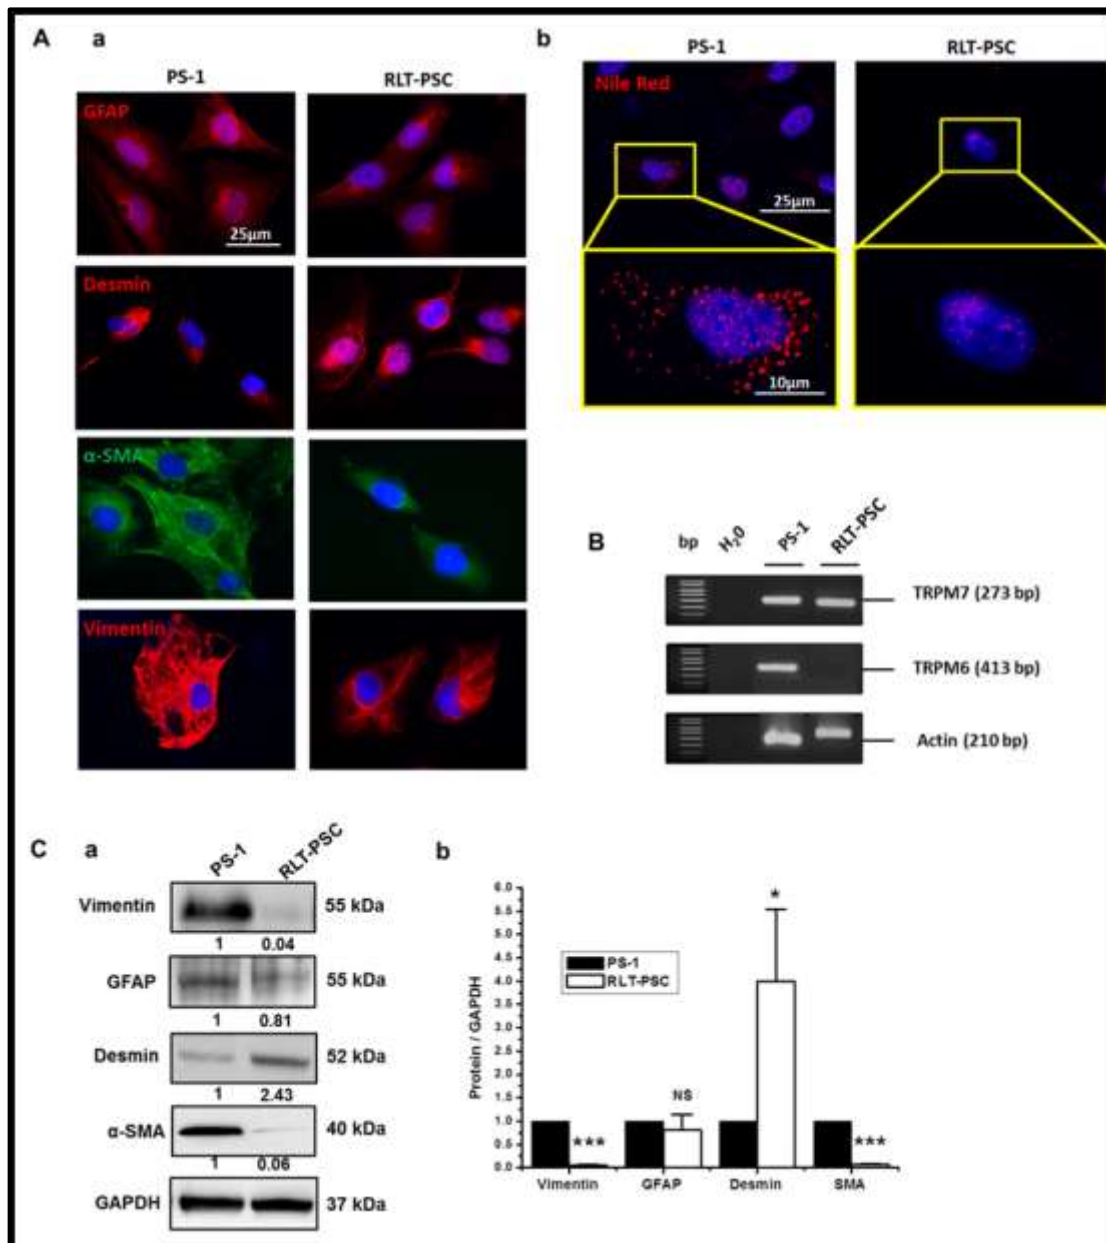 A a
PS-1 RLT-PSC
GFAP
25µm
Desmin
α-SMA
Vimentin
b
PS-1 RLT-PSC
Nile Red
25µm
10µm
B
bp H₂0 PS-1 RLT-PSC
TRPM7 (273 bp)
TRPM6 (413 bp)
Actin (210 bp)
C a
PS-1 RLT-PSC
Vimentin 55 kDa
1 0.04
GFAP 55 kDa
1 0.81
Desmin 52 kDa
1 2.43
α-SMA 40 kDa
1 0.06
GAPDH 37 kDa
b
Protein / GAPDH
6.0
5.5
5.0
4.5
4.0
3.5
3.0
2.5
2.0
1.5
1.0
0.5
0.0
PS-1
RLT-PSC
*
NS
*** ***
Vimentin GFAP Desmin SMA